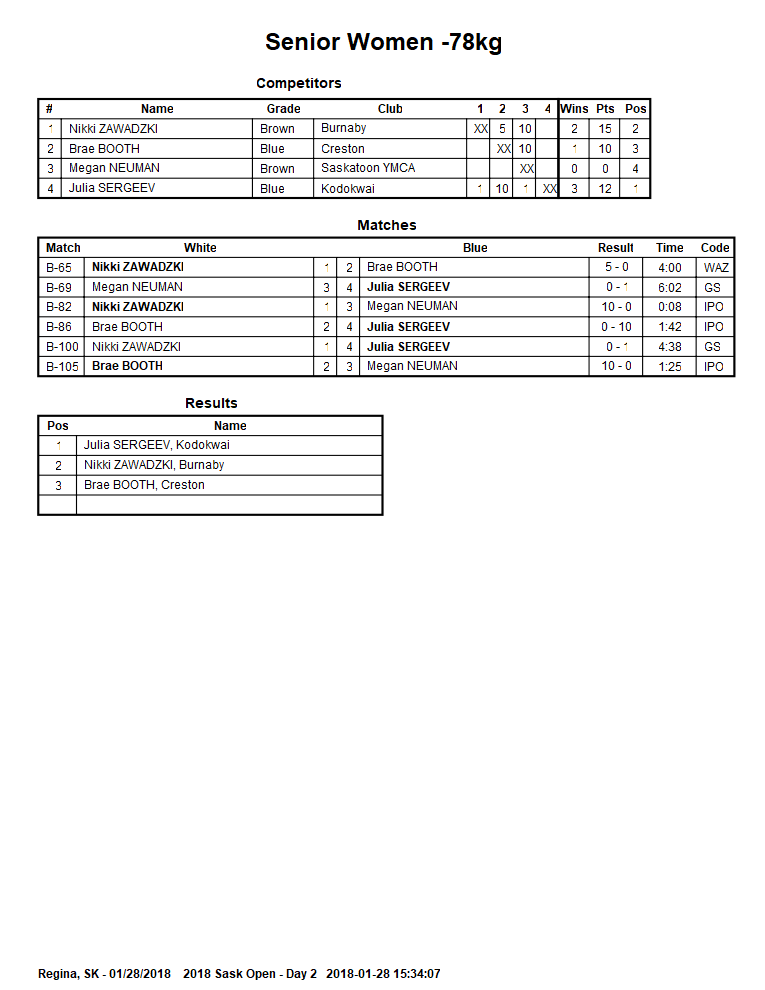 Senior Women -78kg
Competitors
# Name Grade Club 1 2 3 4 Wins Pts Pos
1 Nikki ZAWADZKI Brown Burnaby XX 5 10 2 15 2
2 Brae BOOTH Blue Creston XX 10 1 10 3
3 Megan NEUMAN Brown Saskatoon YMCA XX 0 0 4
4 Julia SERGEEV Blue Kodokwai 1 10 1 XX 3 12 1
Matches
Match White Blue Result Time Code
B-65 Nikki ZAWADZKI 1 2 Brae BOOTH 5 - 0 4:00 WAZ
B-69 Megan NEUMAN 3 4 Julia SERGEEV 0 - 1 6:02 GS
B-82 Nikki ZAWADZKI 1 3 Megan NEUMAN 10 - 0 0:08 IPO
B-86 Brae BOOTH 2 4 Julia SERGEEV 0 - 10 1:42 IPO
B-100 Nikki ZAWADZKI 1 4 Julia SERGEEV 0 - 1 4:38 GS
B-105 Brae BOOTH 2 3 Megan NEUMAN 10 - 0 1:25 IPO
Results
Pos Name
1 Julia SERGEEV, Kodokwai
2 Nikki ZAWADZKI, Burnaby
3 Brae BOOTH, Creston
Regina, SK - 01/28/2018 2018 Sask Open - Day 2 2018-01-28 15:34:07